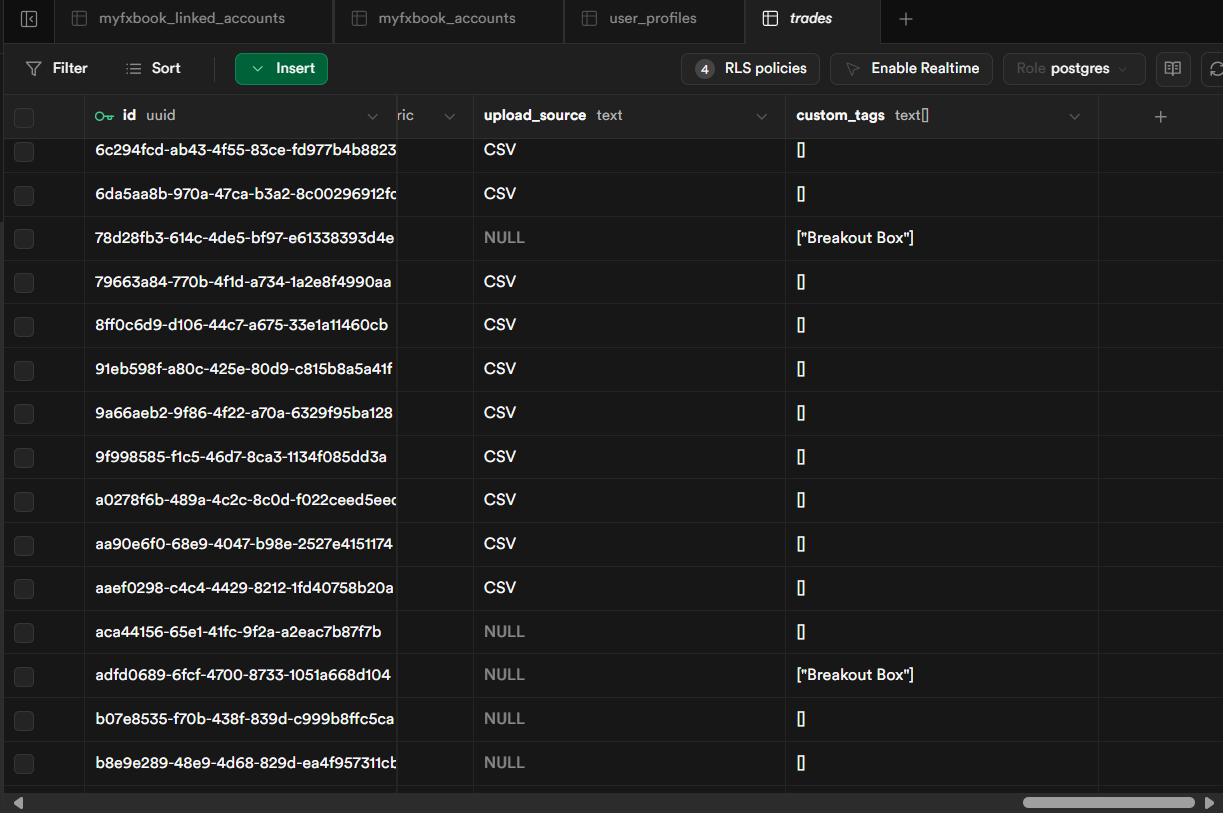 myfxbook_linked_accounts myfxbook_accounts user_profiles trades
Filter Sort Insert 4 RLS policies Enable Realtime Role postgres
id uuid ric upload_source text custom_tags text[]
6c294fcd-ab43-4f55-83ce-fd977b4b8823 CSV []
6da5aa8b-970a-47ca-b3a2-8c00296912fc CSV []
78d28fb3-614c-4de5-bf97-e61338393d4e NULL ["Breakout Box"]
79663a84-770b-4f1d-a734-1a2e8f4990aa CSV []
8ff0c6d9-d106-44c7-a675-33e1a11460cb CSV []
91eb598f-a80c-425e-80d9-c815b8a5a41f CSV []
9a66aeb2-9f86-4f22-a70a-6329f95ba128 CSV []
9f998585-f1c5-46d7-8ca3-1134f085dd3a CSV []
a0278f6b-489a-4c2c-8c0d-f022ceed5eec CSV []
aa90e6f0-68e9-4047-b98e-2527e4151174 CSV []
aaef0298-c4c4-4429-8212-1fd40758b20a CSV []
aca44156-65e1-41fc-9f2a-a2eac7b87f7b NULL []
adfd0689-6fcf-4700-8733-1051a668d104 NULL ["Breakout Box"]
b07e8535-f70b-438f-839d-c999b8ffc5ca NULL []
b8e9e289-48e9-4d68-829d-ea4f957311cb NULL []